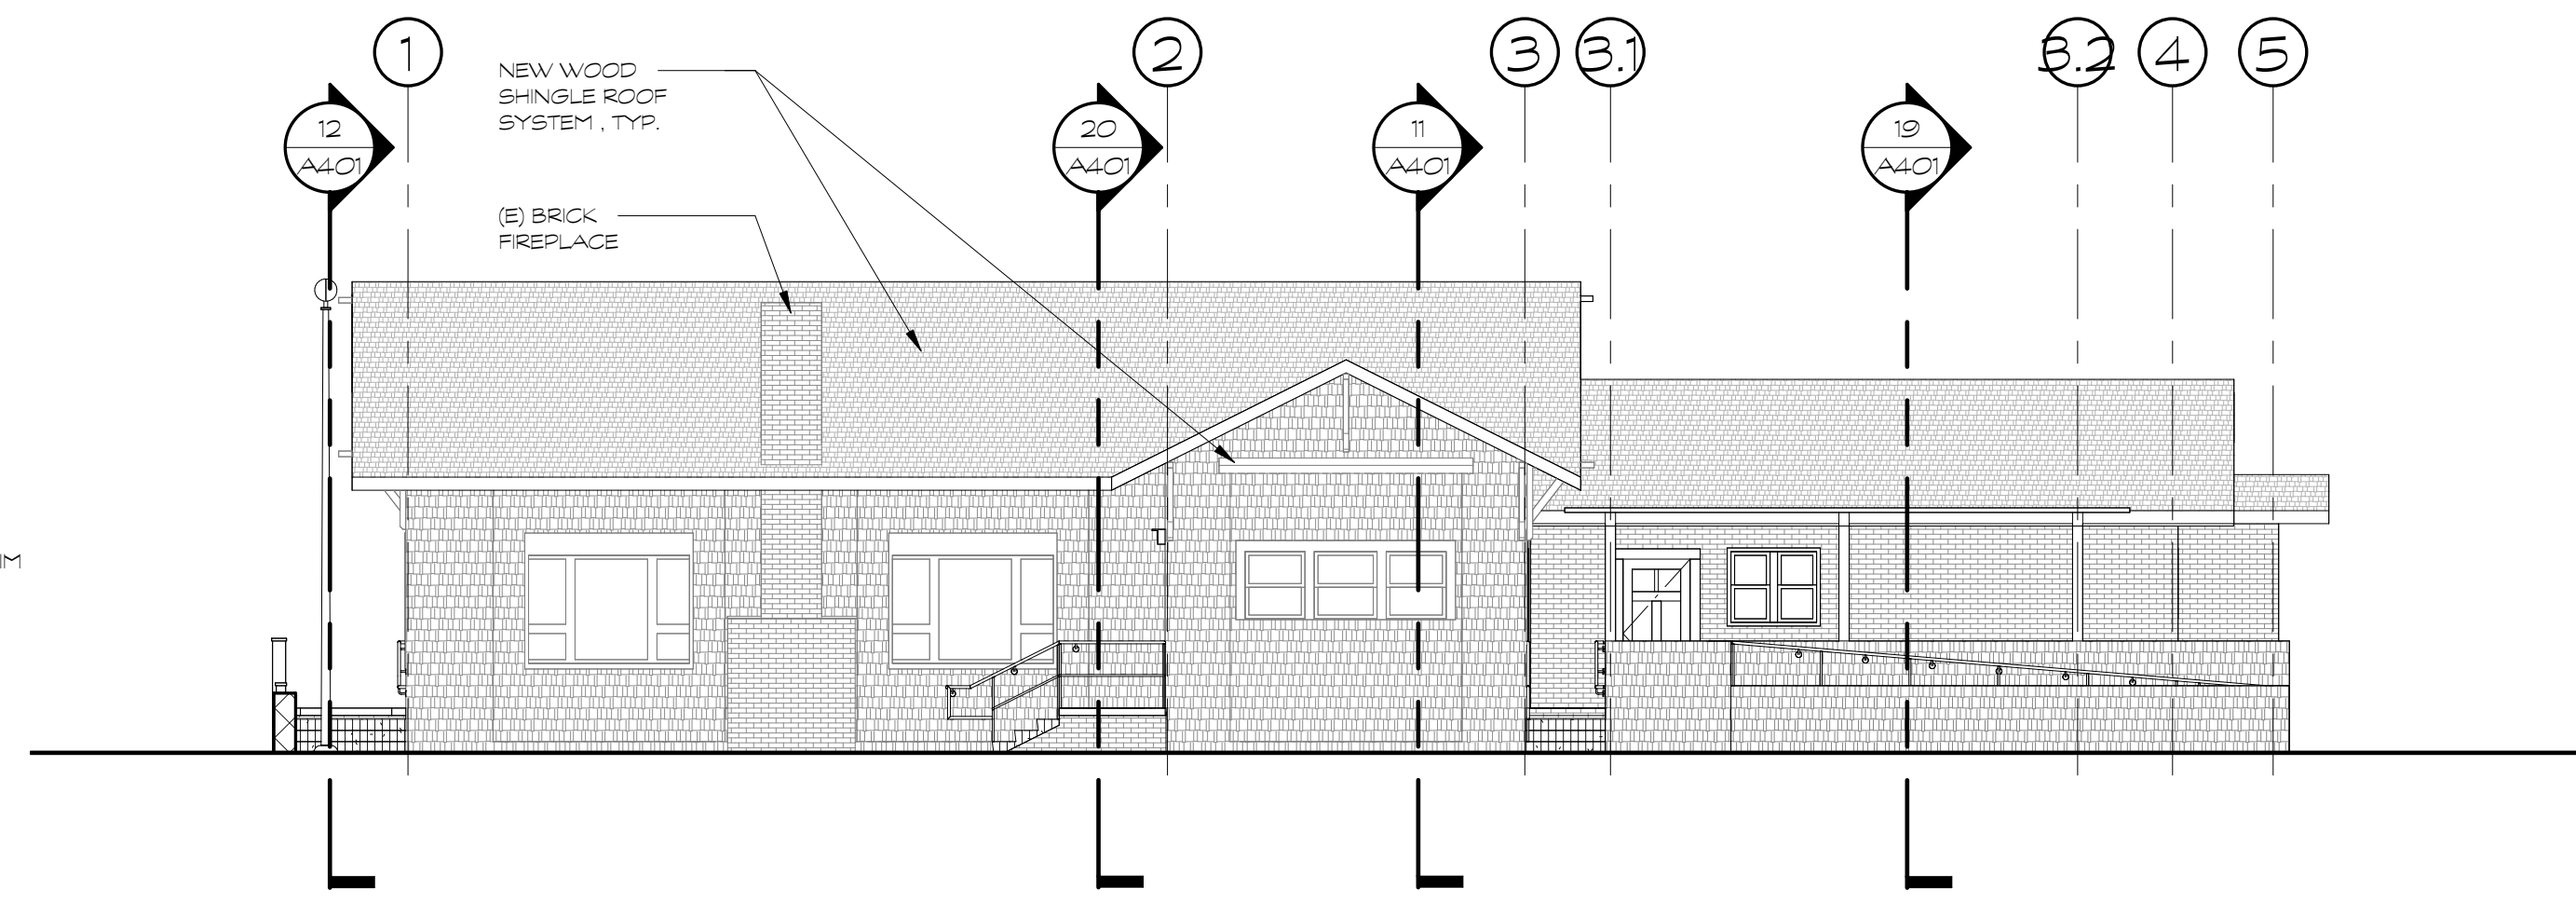 1
2
3
3.1
3.2
4
5
NEW WOOD
SHINGLE ROOF
SYSTEM , TYP.
12
A401
20
A401
11
A401
19
A401
(E) BRICK
FIREPLACE